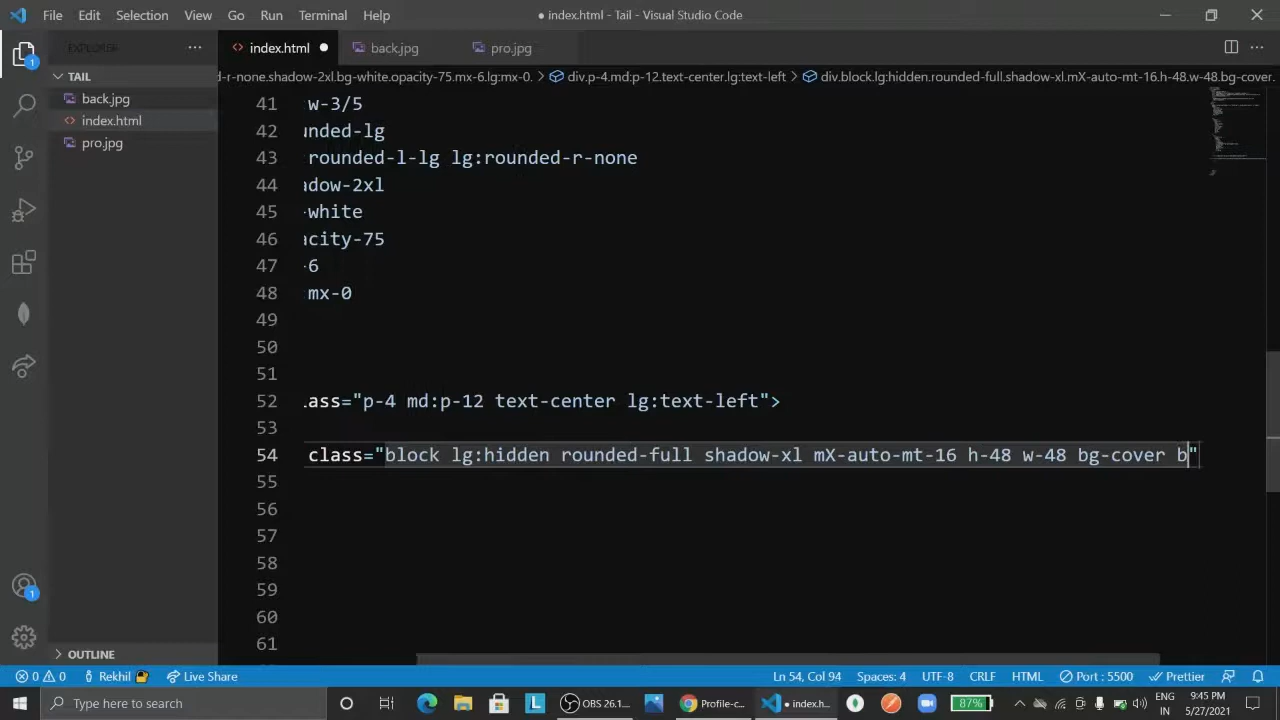 File Edit Selection View Go Run Terminal Help
● index.html - Tail - Visual Studio Code
EXPLORER
index.html
back.jpg
pro.jpg
TAIL
d-r-none.shadow-2xl.bg-white.opacity-75.mx-6.lg:mx-0. > div.p-4.md:p-12.text-center.lg:text-left > div.block.lg:hidden.rounded-full.shadow-xl.mX-auto-mt-16.h-48.w-48.bg-cover.
back.jpg
index.html
pro.jpg
41 w-3/5
42 unded-lg
43 rounded-l-lg lg:rounded-r-none
44 adow-2xl
45 -white
46 acity-75
47 -6
48 mx-0
49
50
51
52 ass="p-4 md:p-12 text-center lg:text-left">
53
54 class="block lg:hidden rounded-full shadow-xl mX-auto-mt-16 h-48 w-48 bg-cover b"
55
56
57
58
59
60
61
1
1
OUTLINE
0 0 Rekhil Live Share
Ln 54, Col 94 Spaces: 4 UTF-8 CRLF HTML Port : 5500 Prettier
Type here to search
L
OBS 26.1...
Profile-c...
● index.h...
87%
ENG
IN
9:45 PM
5/27/2021